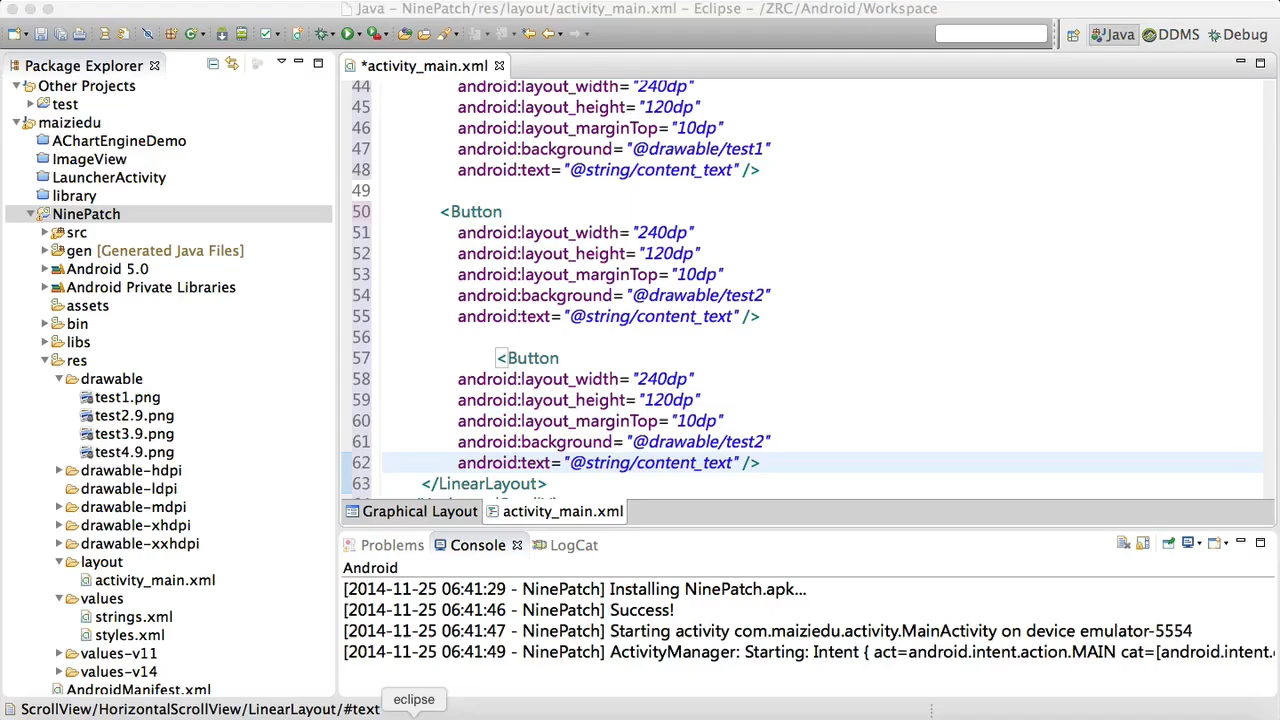 Java – NinePatch/res/layout/activity_main.xml – Eclipse – /ZRC/Android/Workspace
Java
DDMS
Debug
Package Explorer
Other Projects
test
maiziedu
AChartEngineDemo
ImageView
LauncherActivity
library
NinePatch
src
gen [Generated Java Files]
Android 5.0
Android Private Libraries
assets
bin
libs
res
drawable
test1.png
test2.9.png
test3.9.png
test4.9.png
drawable-hdpi
drawable-ldpi
drawable-mdpi
drawable-xhdpi
drawable-xxhdpi
layout
activity_main.xml
values
strings.xml
styles.xml
values-v11
values-v14
AndroidManifest.xml
*activity_main.xml
44 android:layout_width="240dp"
45 android:layout_height="120dp"
46 android:layout_marginTop="10dp"
47 android:background="@drawable/test1"
48 android:text="@string/content_text" />
49
50 <Button
51 android:layout_width="240dp"
52 android:layout_height="120dp"
53 android:layout_marginTop="10dp"
54 android:background="@drawable/test2"
55 android:text="@string/content_text" />
56
57 <Button
58 android:layout_width="240dp"
59 android:layout_height="120dp"
60 android:layout_marginTop="10dp"
61 android:background="@drawable/test2"
62 android:text="@string/content_text" />
63 </LinearLayout>
Graphical Layout
activity_main.xml
Problems
Console
LogCat
Android
[2014-11-25 06:41:29 - NinePatch] Installing NinePatch.apk...
[2014-11-25 06:41:46 - NinePatch] Success!
[2014-11-25 06:41:47 - NinePatch] Starting activity com.maiziedu.activity.MainActivity on device emulator-5554
[2014-11-25 06:41:49 - NinePatch] ActivityManager: Starting: Intent { act=android.intent.action.MAIN cat=[android.intent.
eclipse
ScrollView/HorizontalScrollView/LinearLayout/#text